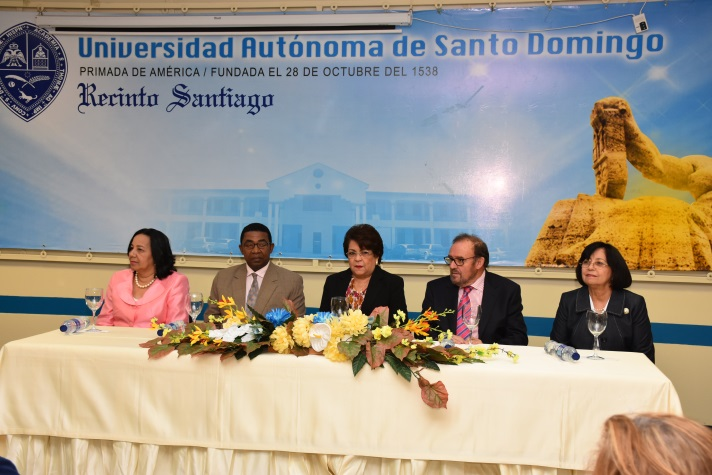 Universidad Autónoma de Santo Domingo
PRIMADA DE AMÉRICA / FUNDADA EL 28 DE OCTUBRE DEL 1538
Recinto Santiago